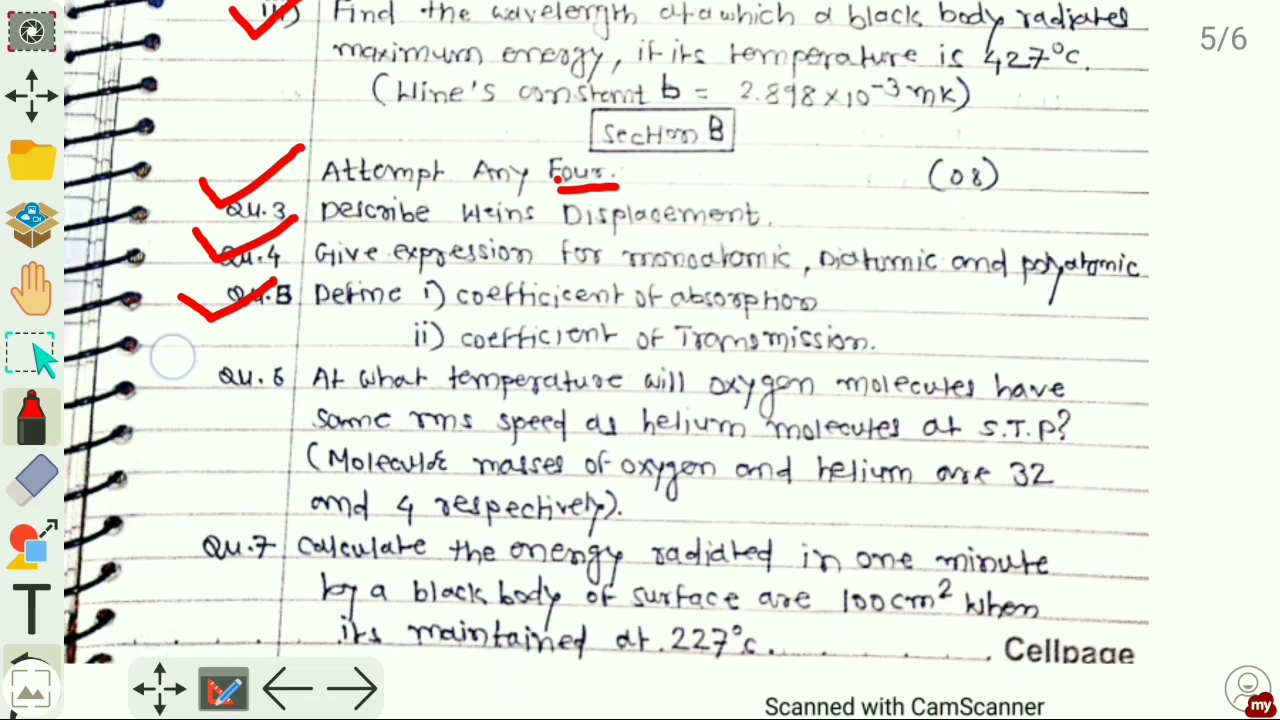 5/6
iii) Find the wavelength at a which a black body radiates
maximum energy, if its temperature is 427°c.
(Wine's constant b = 2.898×10⁻³ mk)
Section B
Attempt Any Four. (08)
Qu.3 Describe Weins Displacement.
Qu.4 Give expression for monoatomic, Diatomic and polyatomic
Qu.5 Define i) coefficient of absorption
ii) coefficient of Transmission.
Qu.6 At what temperature will oxygen molecules have
same rms speed as helium molecules at S.T.P?
(Molecular masses of oxygen and helium are 32
and 4 respectively).
Qu.7 Calculate the energy radiated in one minute
by a black body of surface are 100cm² when
its maintained at 227°c.
Cellpage
T
Scanned with CamScanner
my